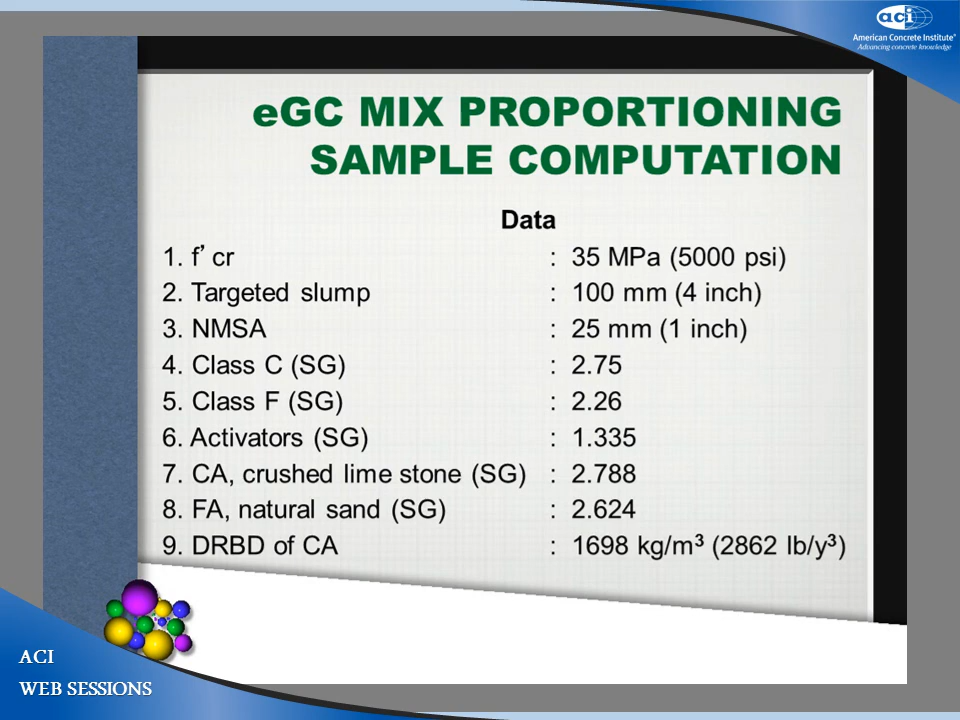 aci
American Concrete Institute®
Advancing concrete knowledge
eGC MIX PROPORTIONING
SAMPLE COMPUTATION
Data
1. f’ cr : 35 MPa (5000 psi)
2. Targeted slump : 100 mm (4 inch)
3. NMSA : 25 mm (1 inch)
4. Class C (SG) : 2.75
5. Class F (SG) : 2.26
6. Activators (SG) : 1.335
7. CA, crushed lime stone (SG) : 2.788
8. FA, natural sand (SG) : 2.624
9. DRBD of CA : 1698 kg/m³ (2862 lb/y³)
ACI
WEB SESSIONS